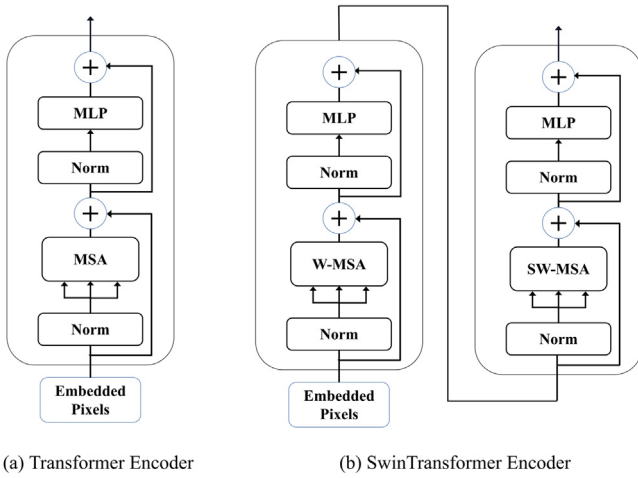 MLP
Norm
MSA
Norm
Embedded
Pixels
(a) Transformer Encoder
MLP
Norm
W-MSA
Norm
Embedded
Pixels
MLP
Norm
SW-MSA
Norm
(b) SwinTransformer Encoder